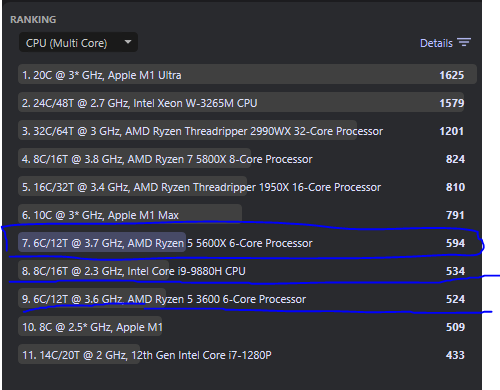 RANKING
CPU (Multi Core) Details
1. 20C @ 3* GHz, Apple M1 Ultra 1625
2. 24C/48T @ 2.7 GHz, Intel Xeon W-3265M CPU 1579
3. 32C/64T @ 3 GHz, AMD Ryzen Threadripper 2990WX 32-Core Processor 1201
4. 8C/16T @ 3.8 GHz, AMD Ryzen 7 5800X 8-Core Processor 824
5. 16C/32T @ 3.4 GHz, AMD Ryzen Threadripper 1950X 16-Core Processor 810
6. 10C @ 3* GHz, Apple M1 Max 791
7. 6C/12T @ 3.7 GHz, AMD Ryzen 5 5600X 6-Core Processor 594
8. 8C/16T @ 2.3 GHz, Intel Core i9-9880H CPU 534
9. 6C/12T @ 3.6 GHz, AMD Ryzen 5 3600 6-Core Processor 524
10. 8C @ 2.5* GHz, Apple M1 509
11. 14C/20T @ 2 GHz, 12th Gen Intel Core i7-1280P 433